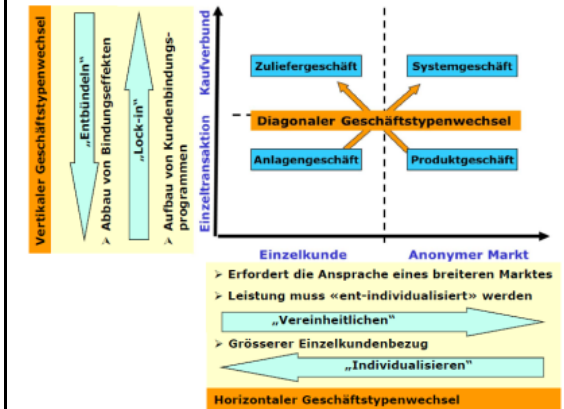 Vertikaler Geschäftstypenwechsel
„Entbündeln“
➢ Abbau von Bindungseffekten
„Lock-in“
➢ Aufbau von Kundenbindungs-
programmen
Kaufverbund
Einzeltransaktion
Zuliefergeschäft
Systemgeschäft
Diagonaler Geschäftstypenwechsel
Anlagengeschäft
Produktgeschäft
Einzelkunde
Anonymer Markt
➢ Erfordert die Ansprache eines breiteren Marktes
➢ Leistung muss «ent-individualisiert» werden
„Vereinheitlichen“
➢ Grösserer Einzelkundenbezug
„Individualisieren“
Horizontaler Geschäftstypenwechsel